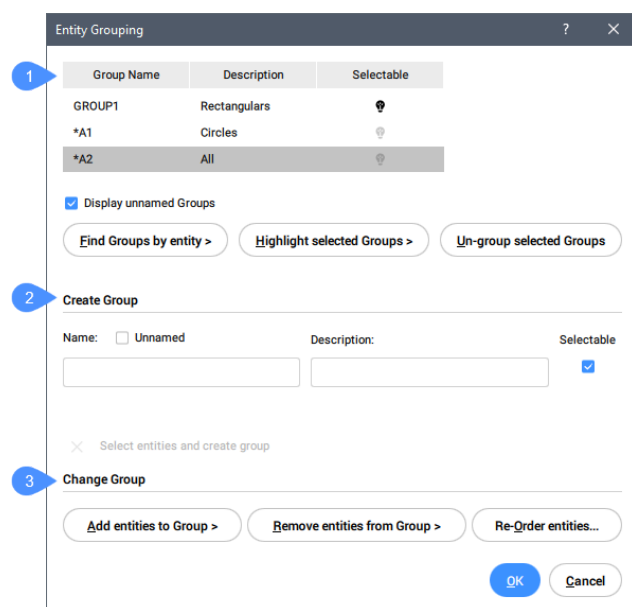 Entity Grouping ?
1 Group Name Description Selectable
GROUP1 Rectangulars
*A1 Circles
*A2 All
Display unnamed Groups
Find Groups by entity > Highlight selected Groups > Un-group selected Groups
2 Create Group
Name: Unnamed Description: Selectable
Select entities and create group
3 Change Group
Add entities to Group > Remove entities from Group > Re-Order entities...
OK Cancel